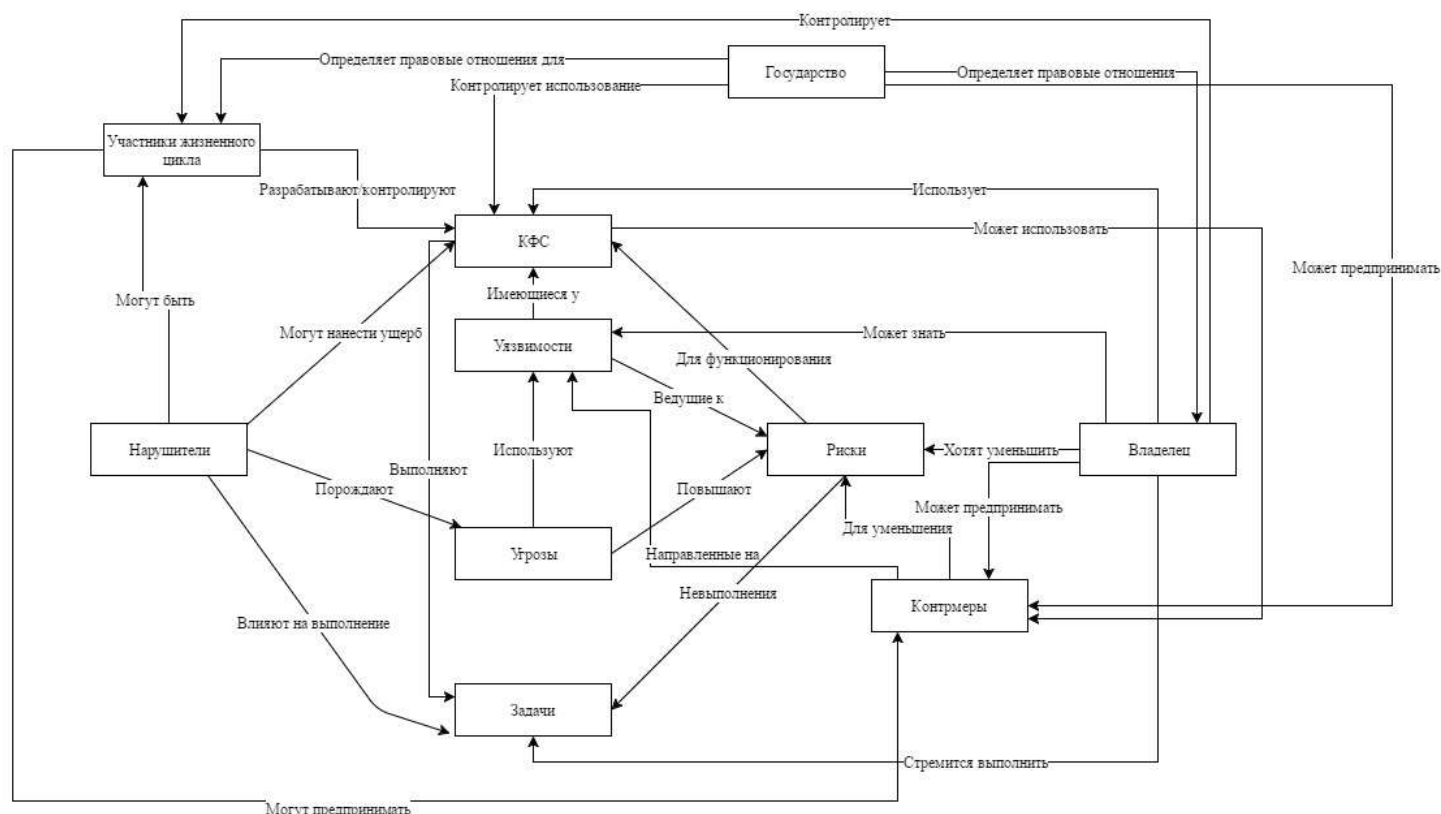 Контролирует
Определяет правовые отношения для
Государство
Определяет правовые отношения
Контролирует использование
Участники жизненного
цикла
Разрабатывают/контролируют
Использует
КФС
Может использовать
Может предпринимать
Имеющиеся у
Могут быть
Могут нанести ущерб
Уязвимости
Может знать
Для функционирования
Ведущие к
Нарушители
Используют
Риски
Хотят уменьшить
Владелец
Выполняют
Порождают
Повышают
Может предпринимать
Для уменьшения
Угрозы
Направленные на
Невыполнения
Контрмеры
Влияют на выполнение
Задачи
Стремится выполнить
Могут предпринимать